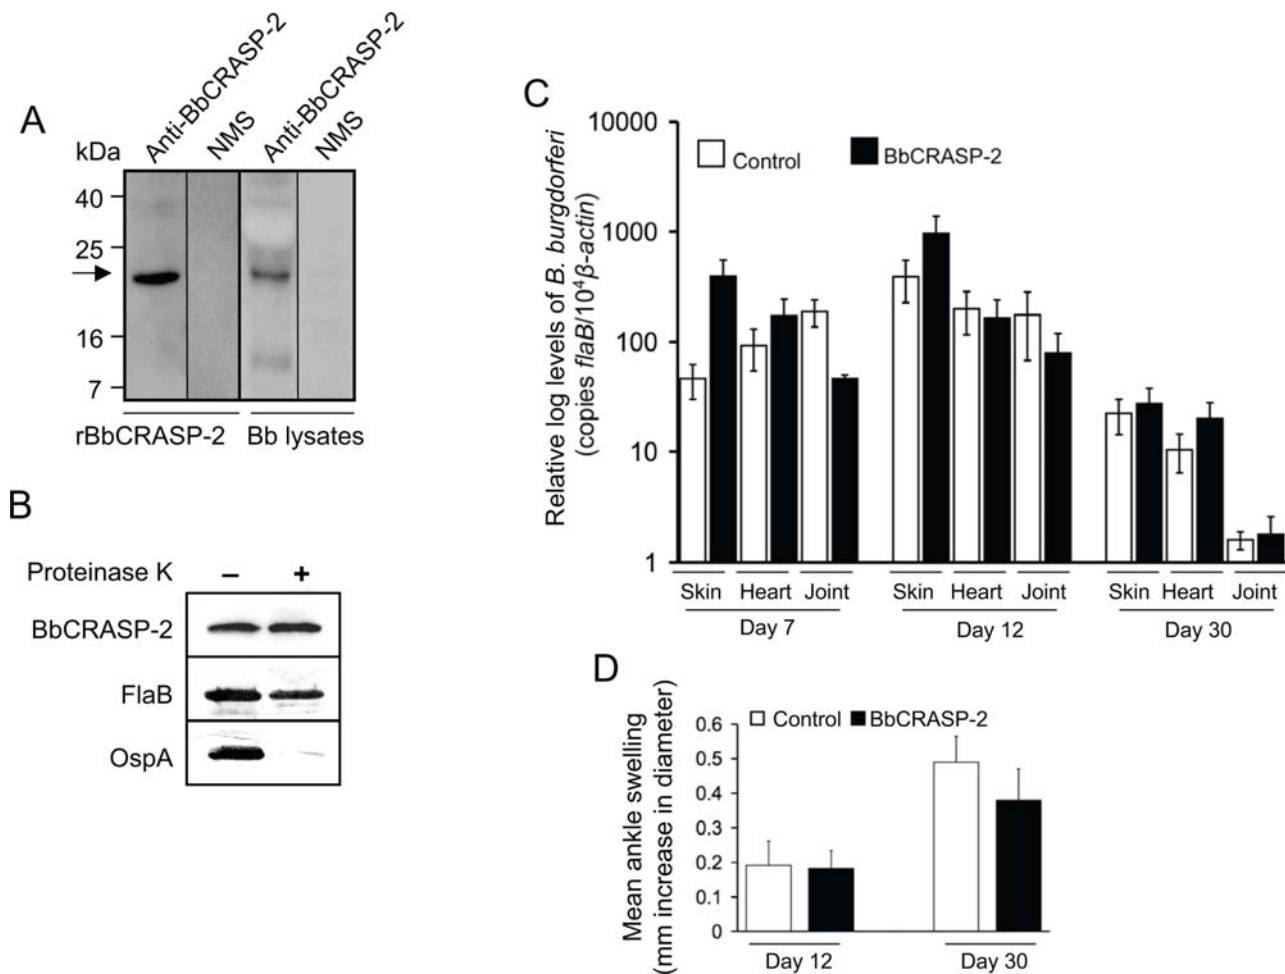 A
kDa
Anti-BbCRASP-2
NMS
Anti-BbCRASP-2
NMS
40
25
16
7
rBbCRASP-2
Bb lysates
B
Proteinase K – +
BbCRASP-2
FlaB
OspA
C
Relative log levels of B. burgdorferi
(copies flaB/10⁴β-actin)
10000
1000
100
10
1
Control
BbCRASP-2
Skin Heart Joint
Day 7
Skin Heart Joint
Day 12
Skin Heart Joint
Day 30
D
Mean ankle swelling
(mm increase in diameter)
0.6
0.5
0.4
0.3
0.2
0.1
0
Control
BbCRASP-2
Day 12
Day 30